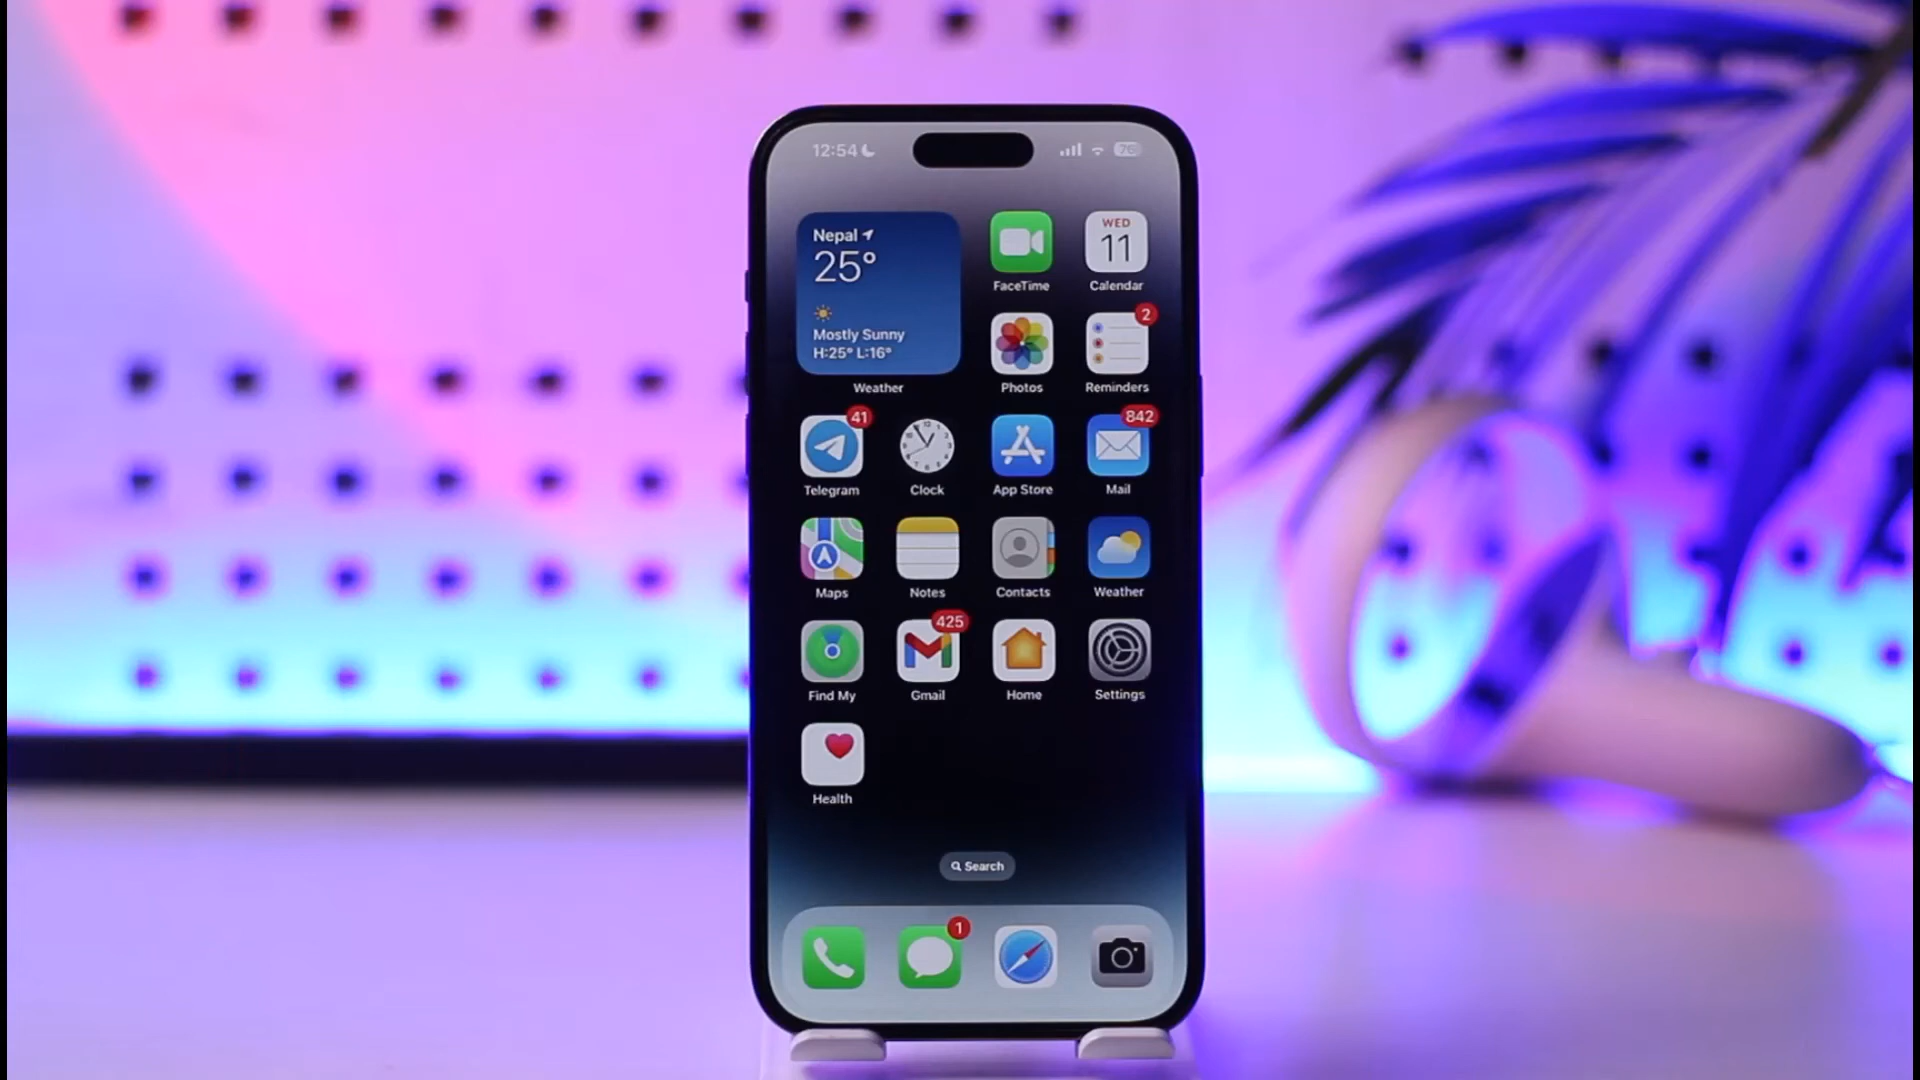 12:54
76
Nepal
25°
Mostly Sunny
H:25° L:16°
Weather
FaceTime
WED
11
Calendar
Photos
2
Reminders
41
Telegram
Clock
App Store
842
Mail
Maps
Notes
Contacts
Weather
Find My
425
Gmail
Home
Settings
Health
Search
1